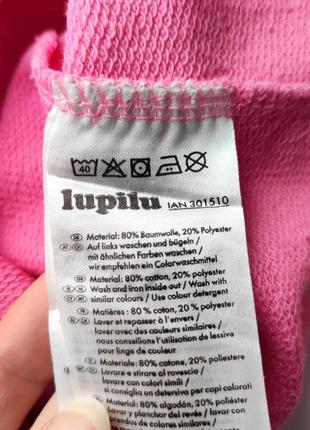 40
lupilu IAN 301510
Material: 80% Baumwolle, 20% Polyester
Auf links waschen und bügeln /
mit ähnlichen Farben waschen /
wir empfehlen ein Colorwaschmittel
Material: 80% cotton, 20% polyester
Wash and iron inside out / Wash with
similar colours / Use colour detergent
Matières: 80% coton, 20% polyester
Laver et repasser à l'envers /
laver avec des couleurs similaires /
nous conseillons l'utilisation de lessive
pour linge de couleur
Materiale: 80% cotone, 20% poliestere
Lavare e stirare al rovescio /
lavare con colori simili /
si consiglia un detersivo per capi colorati
Material: 80% algodón, 20% poliéster
Lavar y planchar del revés / lavar